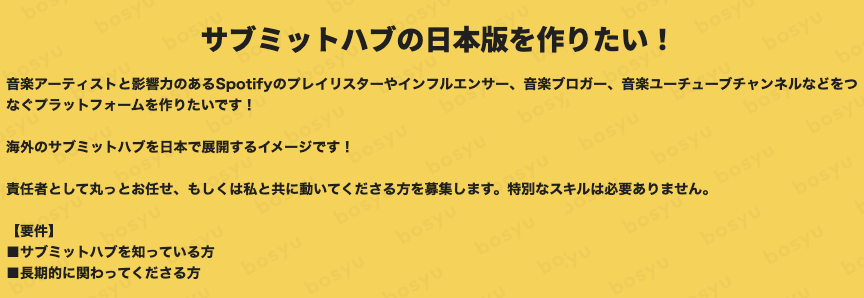 サブミットハブの日本版を作りたい！
音楽アーティストと影響力のあるSpotifyのプレイリスターやインフルエンサー、音楽ブロガー、音楽ユーチューブチャンネルなどをつ
なぐプラットフォームを作りたいです！
海外のサブミットハブを日本で展開するイメージです！
責任者として丸っとお任せ、もしくは私と共に動いてくださる方を募集します。特別なスキルは必要ありません。
【要件】
■サブミットハブを知っている方
■長期的に関わってくださる方